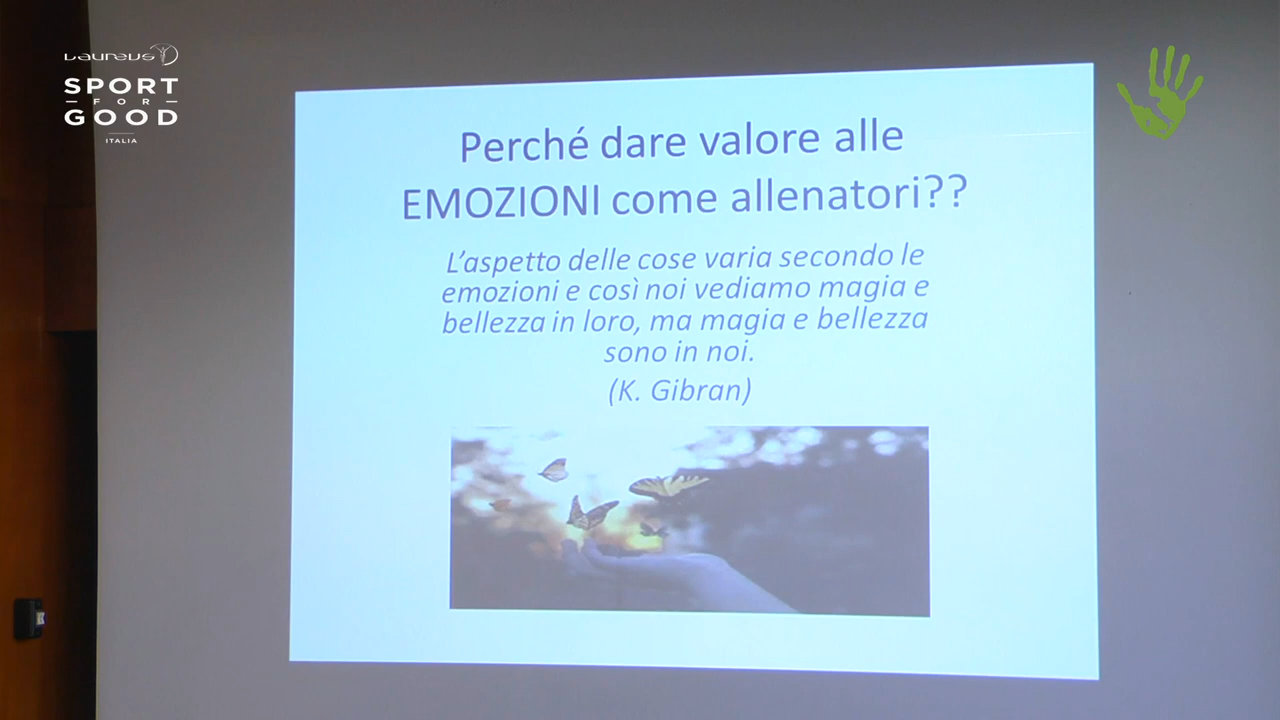 Laureus
SPORT
FOR
GOOD
ITALIA
Perché dare valore alle
EMOZIONI come allenatori??
L'aspetto delle cose varia secondo le
emozioni e così noi vediamo magia e
bellezza in loro, ma magia e bellezza
sono in noi.
(K. Gibran)